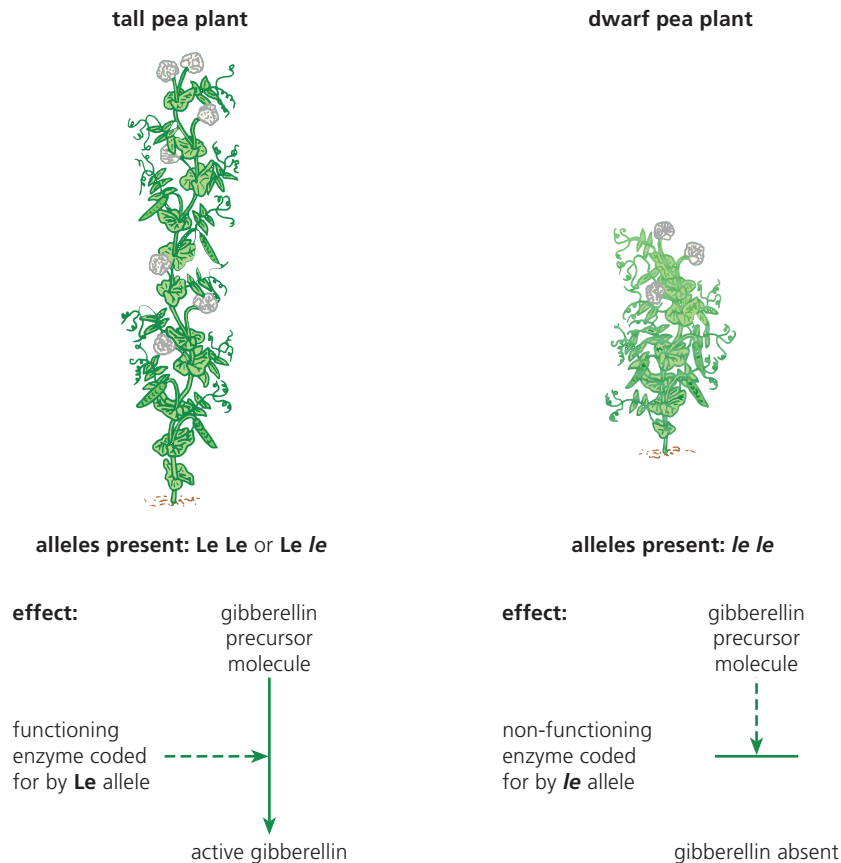 tall pea plant
dwarf pea plant
alleles present: Le Le or Le le
alleles present: le le
effect:
gibberellin
precursor
molecule
functioning
enzyme coded
for by Le allele
active gibberellin
effect:
gibberellin
precursor
molecule
non-functioning
enzyme coded
for by le allele
gibberellin absent